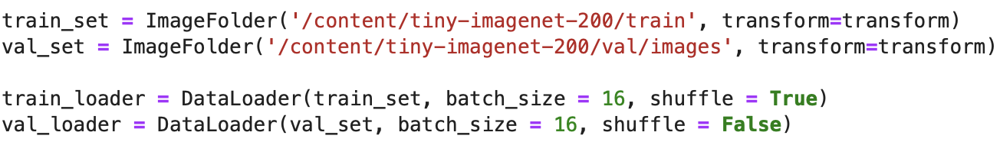 train_set = ImageFolder('/content/tiny-imagenet-200/train', transform=transform)
val_set = ImageFolder('/content/tiny-imagenet-200/val/images', transform=transform)
train_loader = DataLoader(train_set, batch_size = 16, shuffle = True)
val_loader = DataLoader(val_set, batch_size = 16, shuffle = False)